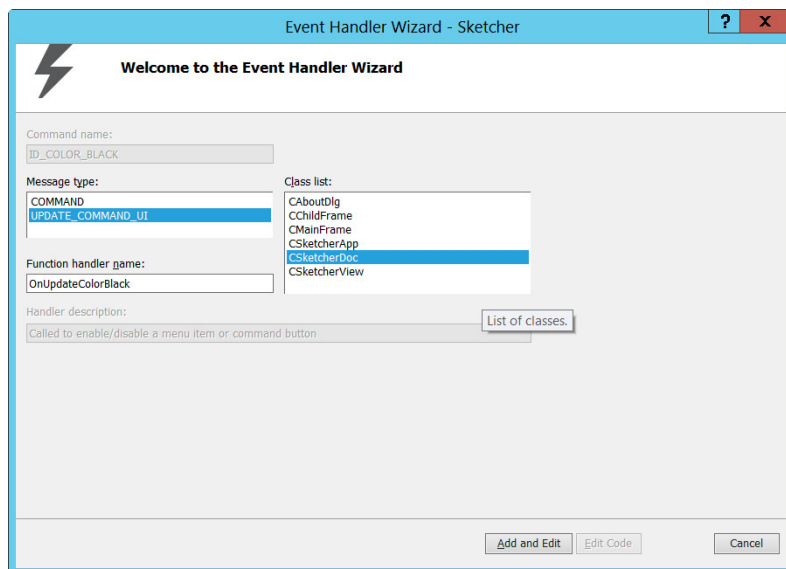 Event Handler Wizard - Sketcher
? X
Welcome to the Event Handler Wizard
Command name:
ID_COLOR_BLACK
Message type:
COMMAND
UPDATE_COMMAND_UI
Class list:
CAboutDlg
CChildFrame
CMainFrame
CSketcherApp
CSketcherDoc
CSketcherView
Function handler name:
OnUpdateColorBlack
Handler description:
Called to enable/disable a menu item or command button
List of classes.
Add and Edit
Edit Code
Cancel